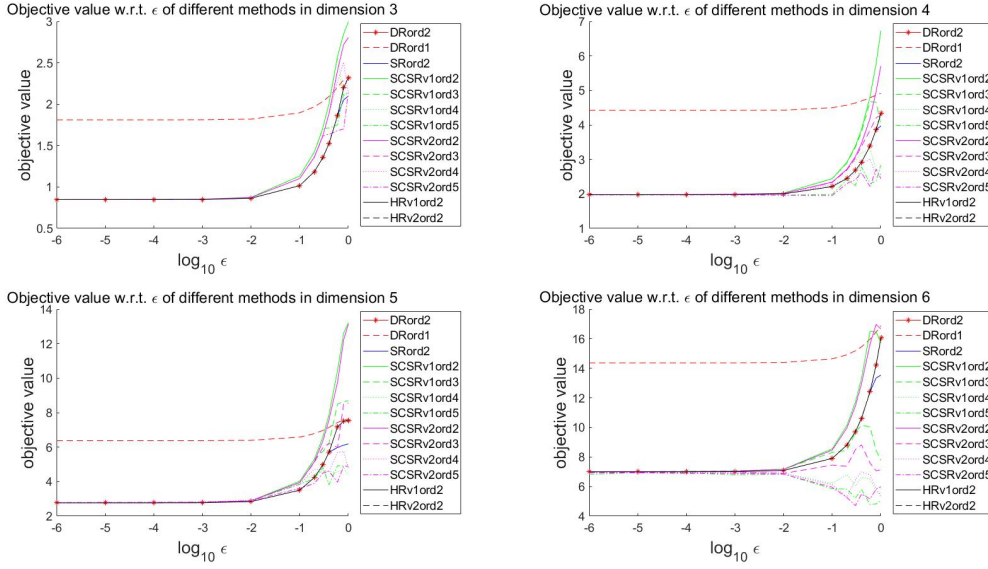 Objective value w.r.t. ϵ of different methods in dimension 3
objective value
3
2.5
2
1.5
1
0.5
-6
-5
-4
-3
-2
-1
0
log10 ϵ
DRord2
DRord1
SRord2
SCSRv1ord2
SCSRv1ord3
SCSRv1ord4
SCSRv1ord5
SCSRv2ord2
SCSRv2ord3
SCSRv2ord4
SCSRv2ord5
HRv1ord2
HRv2ord2
Objective value w.r.t. ϵ of different methods in dimension 4
objective value
7
6
5
4
3
2
1
-6
-5
-4
-3
-2
-1
0
log10 ϵ
DRord2
DRord1
SRord2
SCSRv1ord2
SCSRv1ord3
SCSRv1ord4
SCSRv1ord5
SCSRv2ord2
SCSRv2ord3
SCSRv2ord4
SCSRv2ord5
HRv1ord2
HRv2ord2
Objective value w.r.t. ϵ of different methods in dimension 5
objective value
14
12
10
8
6
4
2
-6
-5
-4
-3
-2
-1
0
log10 ϵ
DRord2
DRord1
SRord2
SCSRv1ord2
SCSRv1ord3
SCSRv1ord4
SCSRv1ord5
SCSRv2ord2
SCSRv2ord3
SCSRv2ord4
SCSRv2ord5
HRv1ord2
HRv2ord2
Objective value w.r.t. ϵ of different methods in dimension 6
objective value
18
16
14
12
10
8
6
4
-6
-5
-4
-3
-2
-1
0
log10 ϵ
DRord2
DRord1
SRord2
SCSRv1ord2
SCSRv1ord3
SCSRv1ord4
SCSRv1ord5
SCSRv2ord2
SCSRv2ord3
SCSRv2ord4
SCSRv2ord5
HRv1ord2
HRv2ord2